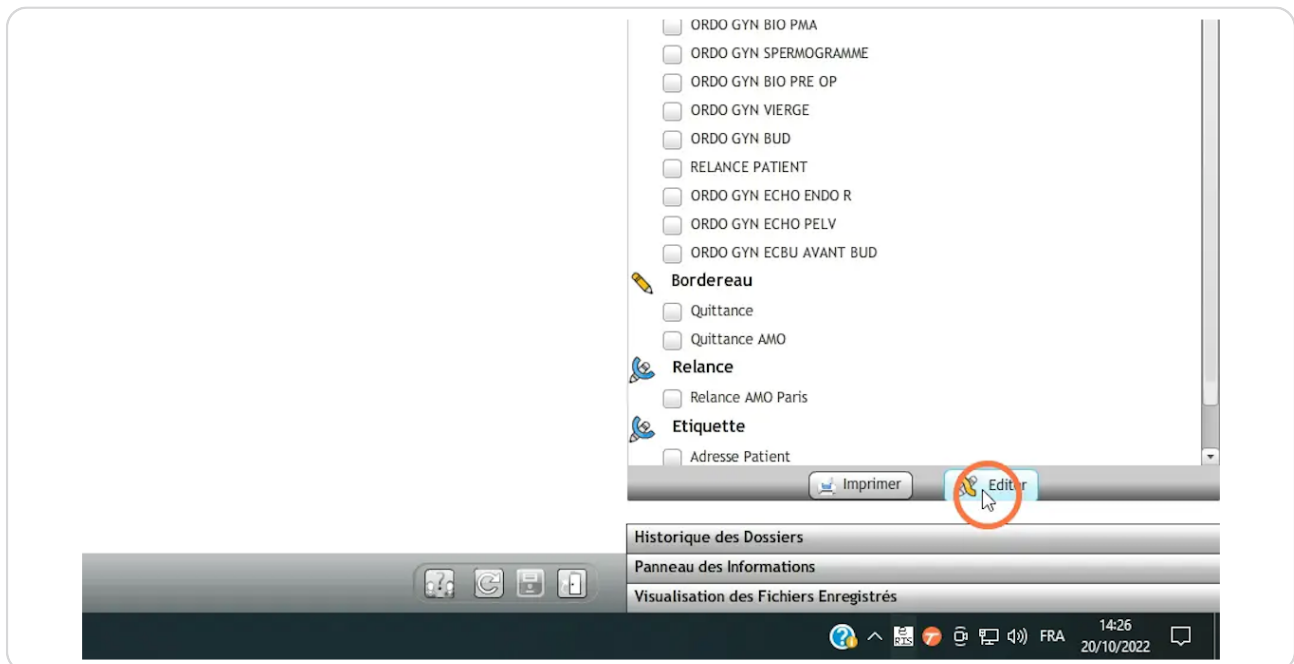 ORDO GYN BIO PMA
ORDO GYN SPERMOGRAMME
ORDO GYN BIO PRE OP
ORDO GYN VIERGE
ORDO GYN BUD
RELANCE PATIENT
ORDO GYN ECHO ENDO R
ORDO GYN ECHO PELV
ORDO GYN ECBU AVANT BUD
Bordereau
Quittance
Quittance AMO
Relance
Relance AMO Paris
Etiquette
Adresse Patient
Imprimer
Editer
Historique des Dossiers
Panneau des Informations
Visualisation des Fichiers Enregistrés
RIS
FRA
14:26
20/10/2022